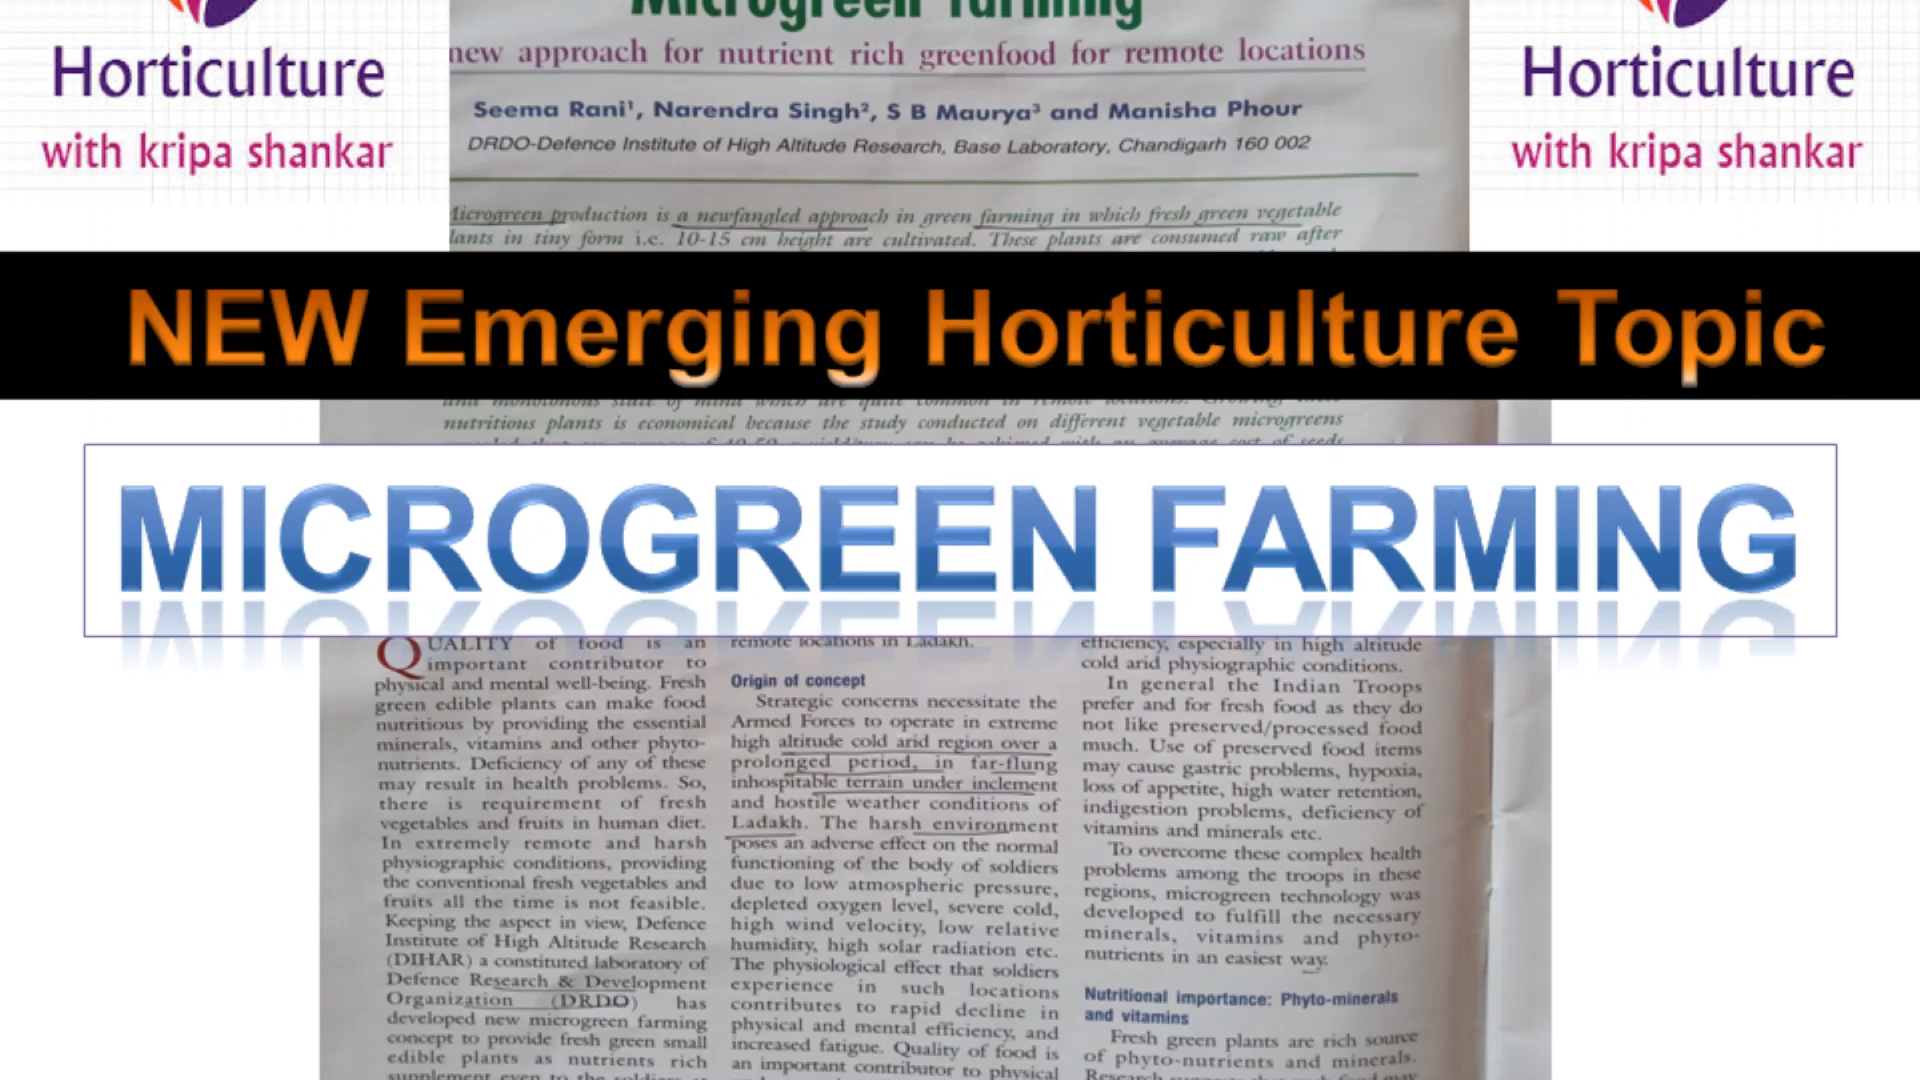 Horticulture
with kripa shankar
Microgreen farming
new approach for nutrient rich greenfood for remote locations
Seema Rani¹, Narendra Singh², S B Maurya³ and Manisha Phour
DRDO-Defence Institute of High Altitude Research, Base Laboratory, Chandigarh 160 002
Microgreen production is a newfangled approach in green farming in which fresh green vegetable
lants in tiny form i.e. 10-15 cm height are cultivated. These plants are consumed raw after
Horticulture
with kripa shankar
NEW Emerging Horticulture Topic
and monotonous state of mind which are quite common in remote locations.
nutritious plants is economical because the study conducted on different vegetable microgreens
MICROGREEN FARMING
QUALITY of food is an
important contributor to
physical and mental well-being. Fresh
green edible plants can make food
nutritious by providing the essential
minerals, vitamins and other phyto-
nutrients. Deficiency of any of these
may result in health problems. So,
there is requirement of fresh
vegetables and fruits in human diet.
In extremely remote and harsh
physiographic conditions, providing
the conventional fresh vegetables and
fruits all the time is not feasible.
Keeping the aspect in view, Defence
Institute of High Altitude Research
(DIHAR) a constituted laboratory of
Defence Research & Development
Organization (DRDO) has
developed new microgreen farming
concept to provide fresh green small
edible plants as nutrients rich
supplement even to the soldiers
remote locations in Ladakh.
Origin of concept
Strategic concerns necessitate the
Armed Forces to operate in extreme
high altitude cold arid region over a
prolonged period, in far-flung
inhospitable terrain under inclement
and hostile weather conditions of
Ladakh. The harsh environment
poses an adverse effect on the normal
functioning of the body of soldiers
due to low atmospheric pressure,
depleted oxygen level, severe cold,
high wind velocity, low relative
humidity, high solar radiation etc.
The physiological effect that soldiers
experience in such locations
contributes to rapid decline in
physical and mental efficiency, and
increased fatigue. Quality of food is
an important contributor to physical
efficiency, especially in high altitude
cold arid physiographic conditions.
In general the Indian Troops
prefer and for fresh food as they do
not like preserved/processed food
much. Use of preserved food items
may cause gastric problems, hypoxia,
loss of appetite, high water retention,
indigestion problems, deficiency of
vitamins and minerals etc.
To overcome these complex health
problems among the troops in these
regions, microgreen technology was
developed to fulfill the necessary
minerals, vitamins and phyto-
nutrients in an easiest way.
Nutritional importance: Phyto-minerals
and vitamins
Fresh green plants are rich source
of phyto-nutrients and minerals.